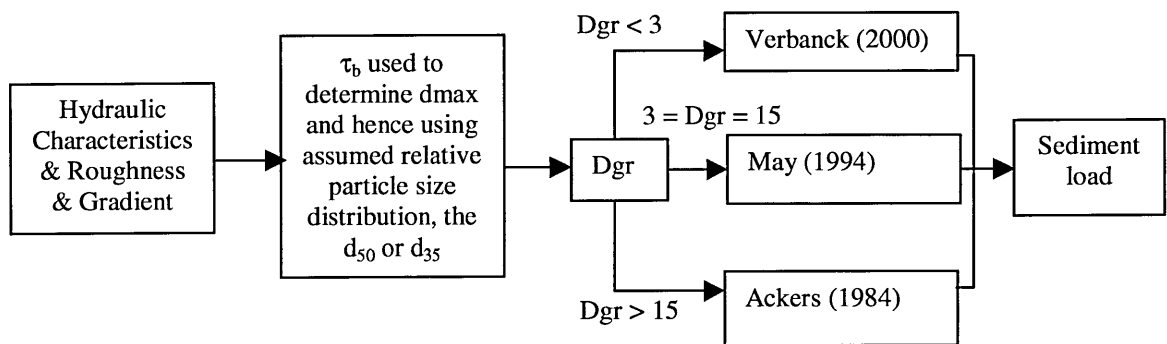 Hydraulic
Characteristics
& Roughness
& Gradient
τb used to
determine dmax
and hence using
assumed relative
particle size
distribution, the
d50 or d35
Dgr
Dgr < 3
Verbanck (2000)
3 = Dgr = 15
May (1994)
Dgr > 15
Ackers (1984)
Sediment
load